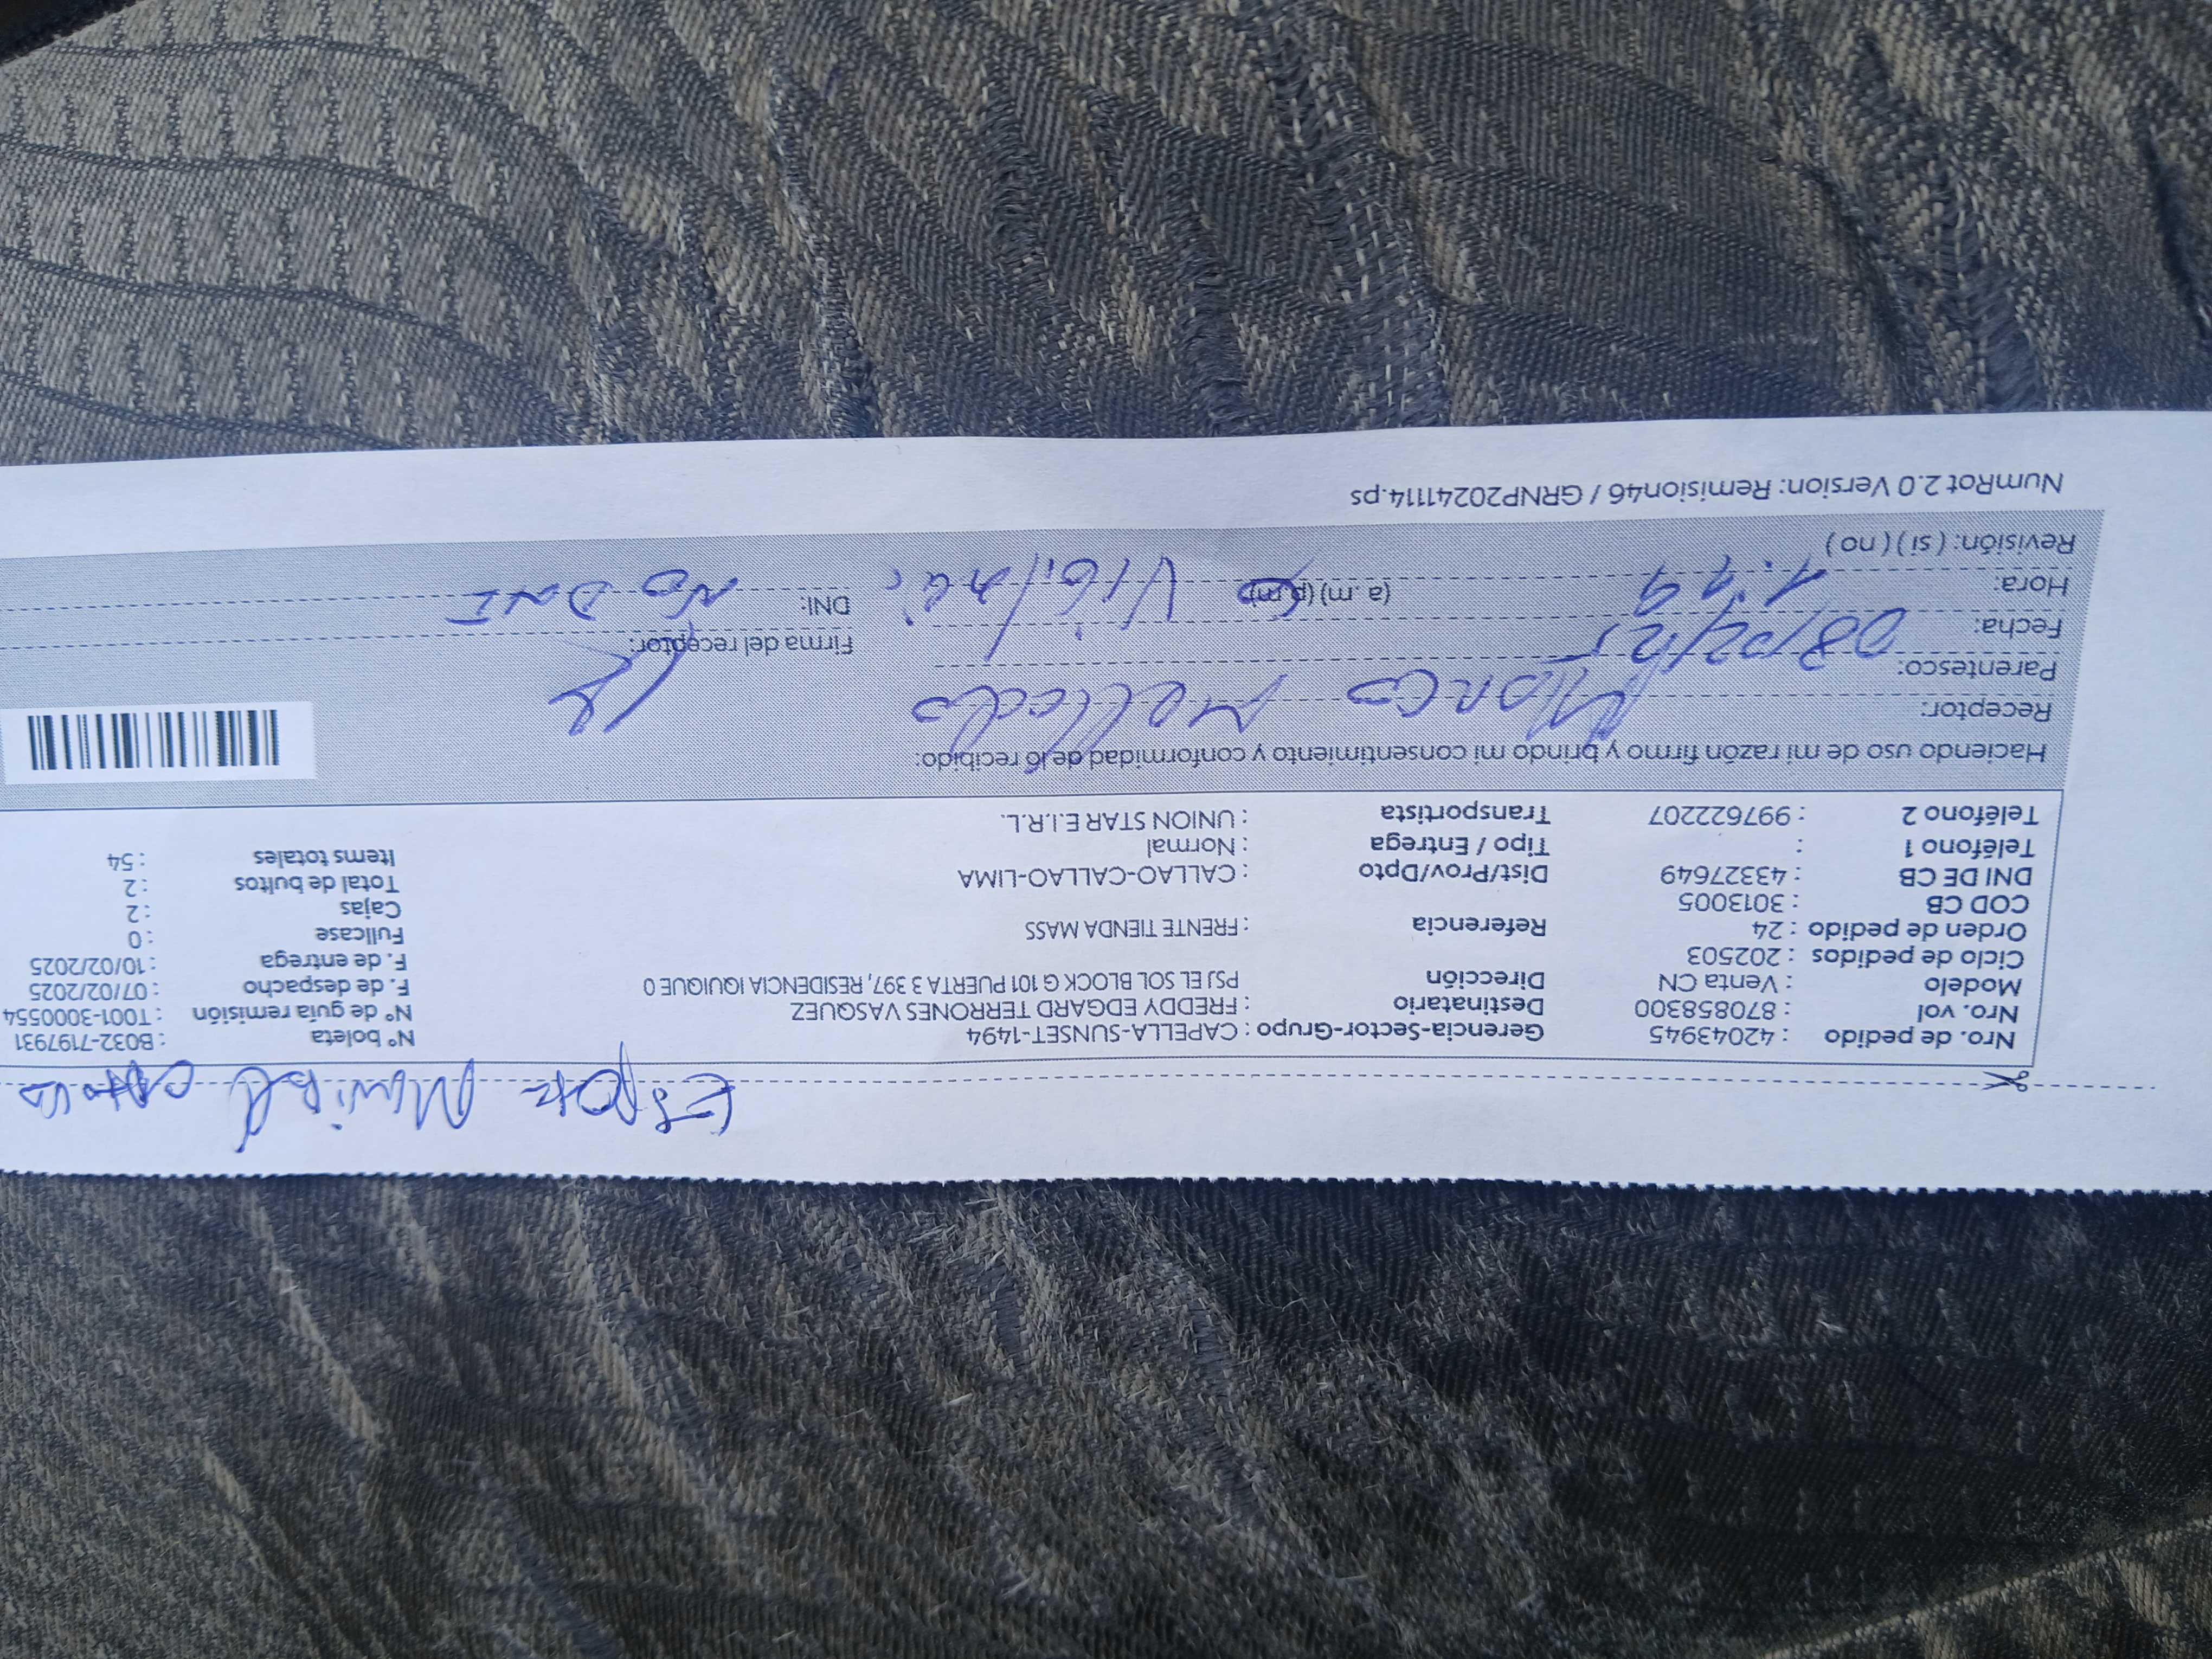 Nro. de pedido : 42043945 Gerencia-Sector-Grupo : CAPELLA-SUNSET-1494 N° boleta : B032-7197931
Nro. vol : 870858300 Destinatario : FREDDY EDGARD TERRONES VASQUEZ N° de guía remisión : T001-3000554
Modelo : Venta CN Dirección PSJ EL SOL BLOCK G 101 PUERTA 3 397, RESIDENCIA IQUIQUE 0 F. de despacho : 07/02/2025
Ciclo de pedidos : 202503 F. de entrega : 10/02/2025
Orden de pedido : 24 Referencia : FRENTE TIENDA MASS Fullcase : 0
COD CB : 3013005 Cajas : 2
DNI DE CB : 43327649 Dist/Prov/Dpto : CALLAO-CALLAO-LIMA Total de bultos : 2
Teléfono 1 : Tipo / Entrega : Normal Items totales : 54
Teléfono 2 : 997622207 Transportista : UNION STAR E.I.R.L.
Haciendo uso de mi razón firmo y brindo mi consentimiento y conformidad de lo recibido:
Receptor: Mellado
Parentesco:
Fecha: 08/02/25 Firma del receptor:
Hora: (a. m) (p. m) DNI: No
Revisión: ( si ) ( no )
NumRot 2.0 Version: Remision46 / GRNP20241114.ps